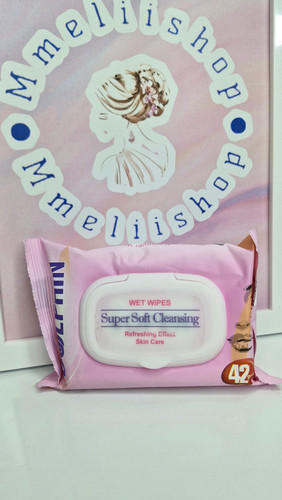 Mmeliishop
Mmeliishop
WET WIPES
Super Soft Cleansing
Refreshing Effect
Skin Care
42